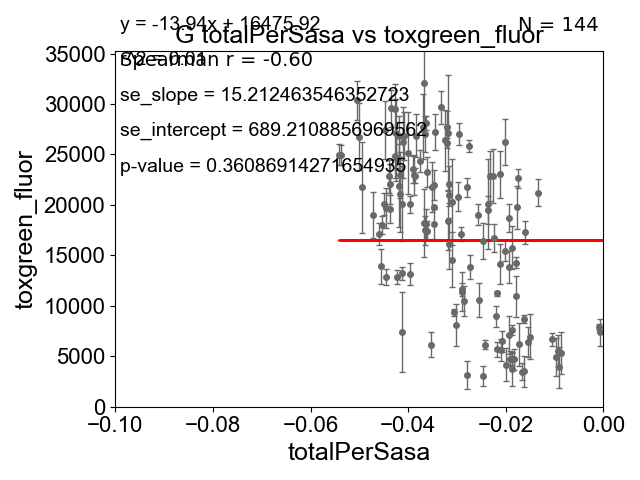 y = -13.94x + 16475.92
N = 144
G totalPerSasa vs toxgreen_fluor
r^2 = 0.01
Spearman r = -0.60
se_slope = 15.212463546352723
se_intercept = 689.2108856969562
p-value = 0.36086914271654935
35000
30000
25000
20000
15000
10000
5000
0
toxgreen_fluor
−0.10
−0.08
−0.06
−0.04
−0.02
0.00
totalPerSasa